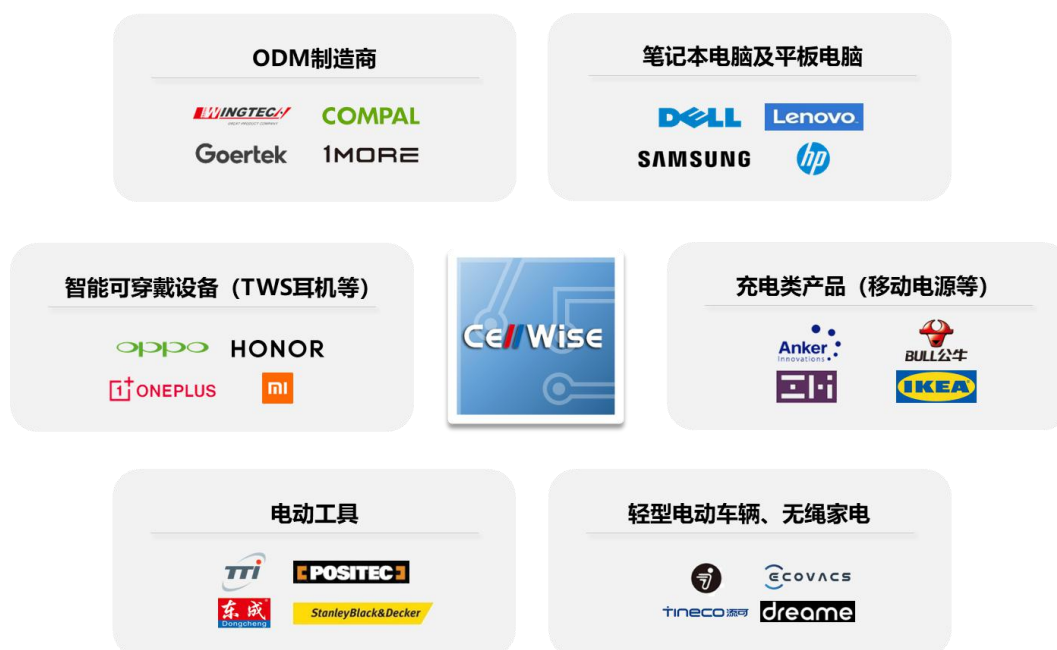 ODM制造商
WINGTECH
COMPAL
Goertek
1MORE
笔记本电脑及平板电脑
DELL
Lenovo
SAMSUNG
hp
智能可穿戴设备（TWS耳机等）
oppo
HONOR
1+ ONEPLUS
mi
CellWise
充电类产品（移动电源等）
Anker
Innovations
BULL公牛
IKEA
电动工具
TTi
POSITEC
东成
Dongcheng
StanleyBlack&Decker
轻型电动车辆、无绳家电
ECOVACS
TINECO添可
dreame